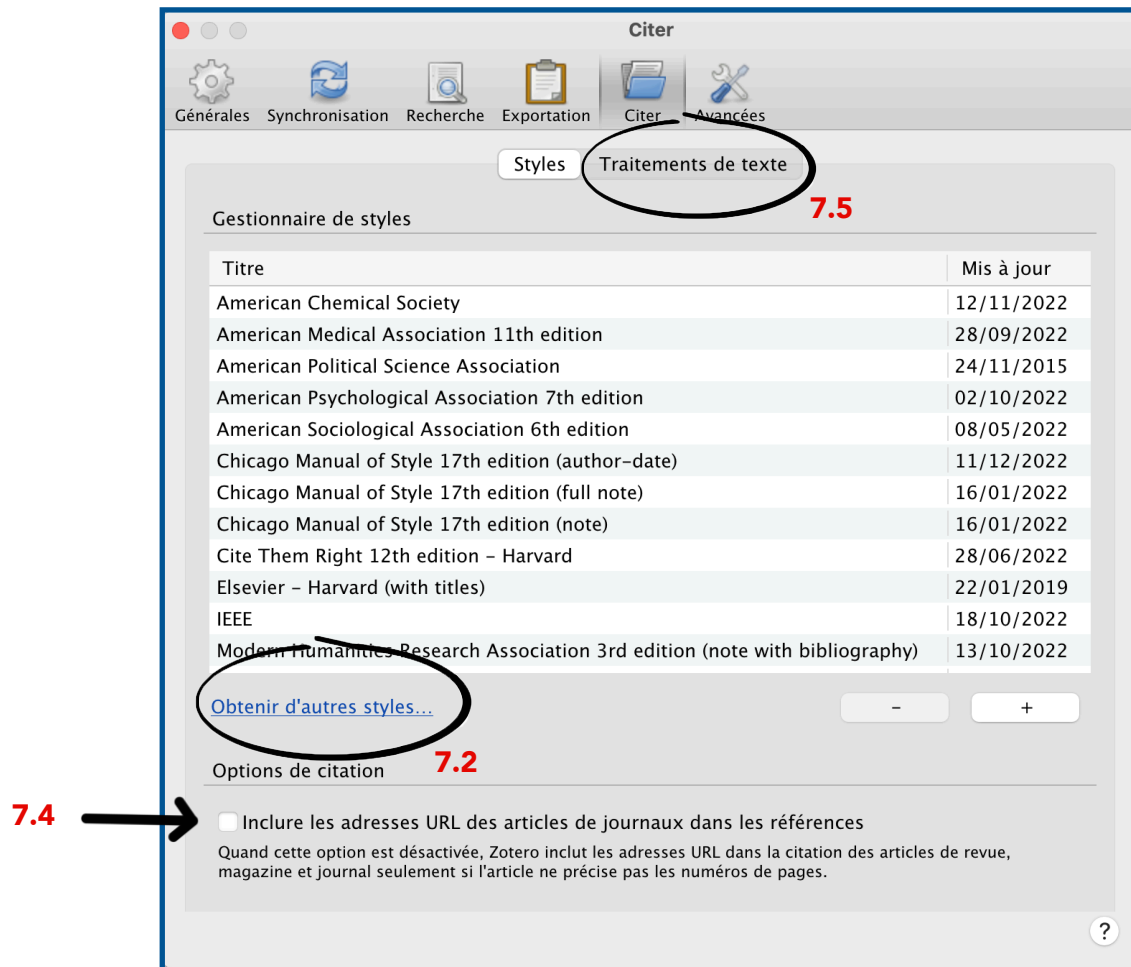 Citer
Générales Synchronisation Recherche Exportation Citer Avancées
Styles Traitements de texte
7.5
Gestionnaire de styles
Titre Mis à jour
American Chemical Society 12/11/2022
American Medical Association 11th edition 28/09/2022
American Political Science Association 24/11/2015
American Psychological Association 7th edition 02/10/2022
American Sociological Association 6th edition 08/05/2022
Chicago Manual of Style 17th edition (author-date) 11/12/2022
Chicago Manual of Style 17th edition (full note) 16/01/2022
Chicago Manual of Style 17th edition (note) 16/01/2022
Cite Them Right 12th edition – Harvard 28/06/2022
Elsevier – Harvard (with titles) 22/01/2019
IEEE 18/10/2022
Modern Humanities Research Association 3rd edition (note with bibliography) 13/10/2022
Obtenir d'autres styles... - +
7.2
Options de citation
7.4
Inclure les adresses URL des articles de journaux dans les références
Quand cette option est désactivée, Zotero inclut les adresses URL dans la citation des articles de revue,
magazine et journal seulement si l'article ne précise pas les numéros de pages.
?